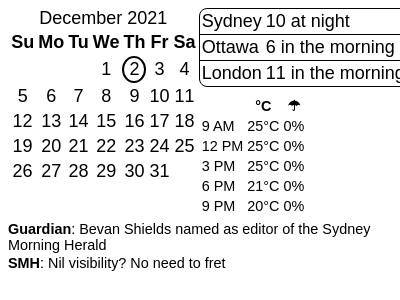 December 2021
Su Mo Tu We Th Fr Sa
1 2 3 4
5 6 7 8 9 10 11
12 13 14 15 16 17 18
19 20 21 22 23 24 25
26 27 28 29 30 31
Sydney 10 at night
Ottawa 6 in the morning
London 11 in the morning
°C ☂
9 AM 25°C 0%
12 PM 25°C 0%
3 PM 25°C 0%
6 PM 21°C 0%
9 PM 20°C 0%
Guardian: Bevan Shields named as editor of the Sydney
Morning Herald
SMH: Nil visibility? No need to fret